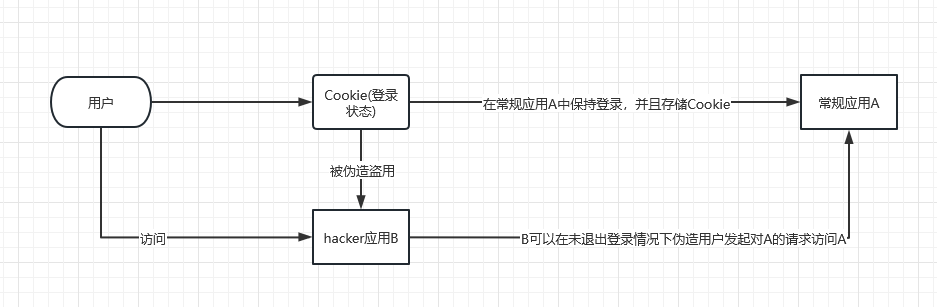 用户
Cookie(登录
状态)
在常规应用A中保持登录，并且存储Cookie
常规应用A
被伪造盗用
访问
hacker应用B
B可以在未退出登录情况下伪造用户发起对A的请求访问A